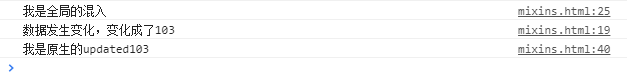 我是全局的混入 mixins.html:25
数据发生变化，变化成了103 mixins.html:19
我是原生的updated103 mixins.html:40
>